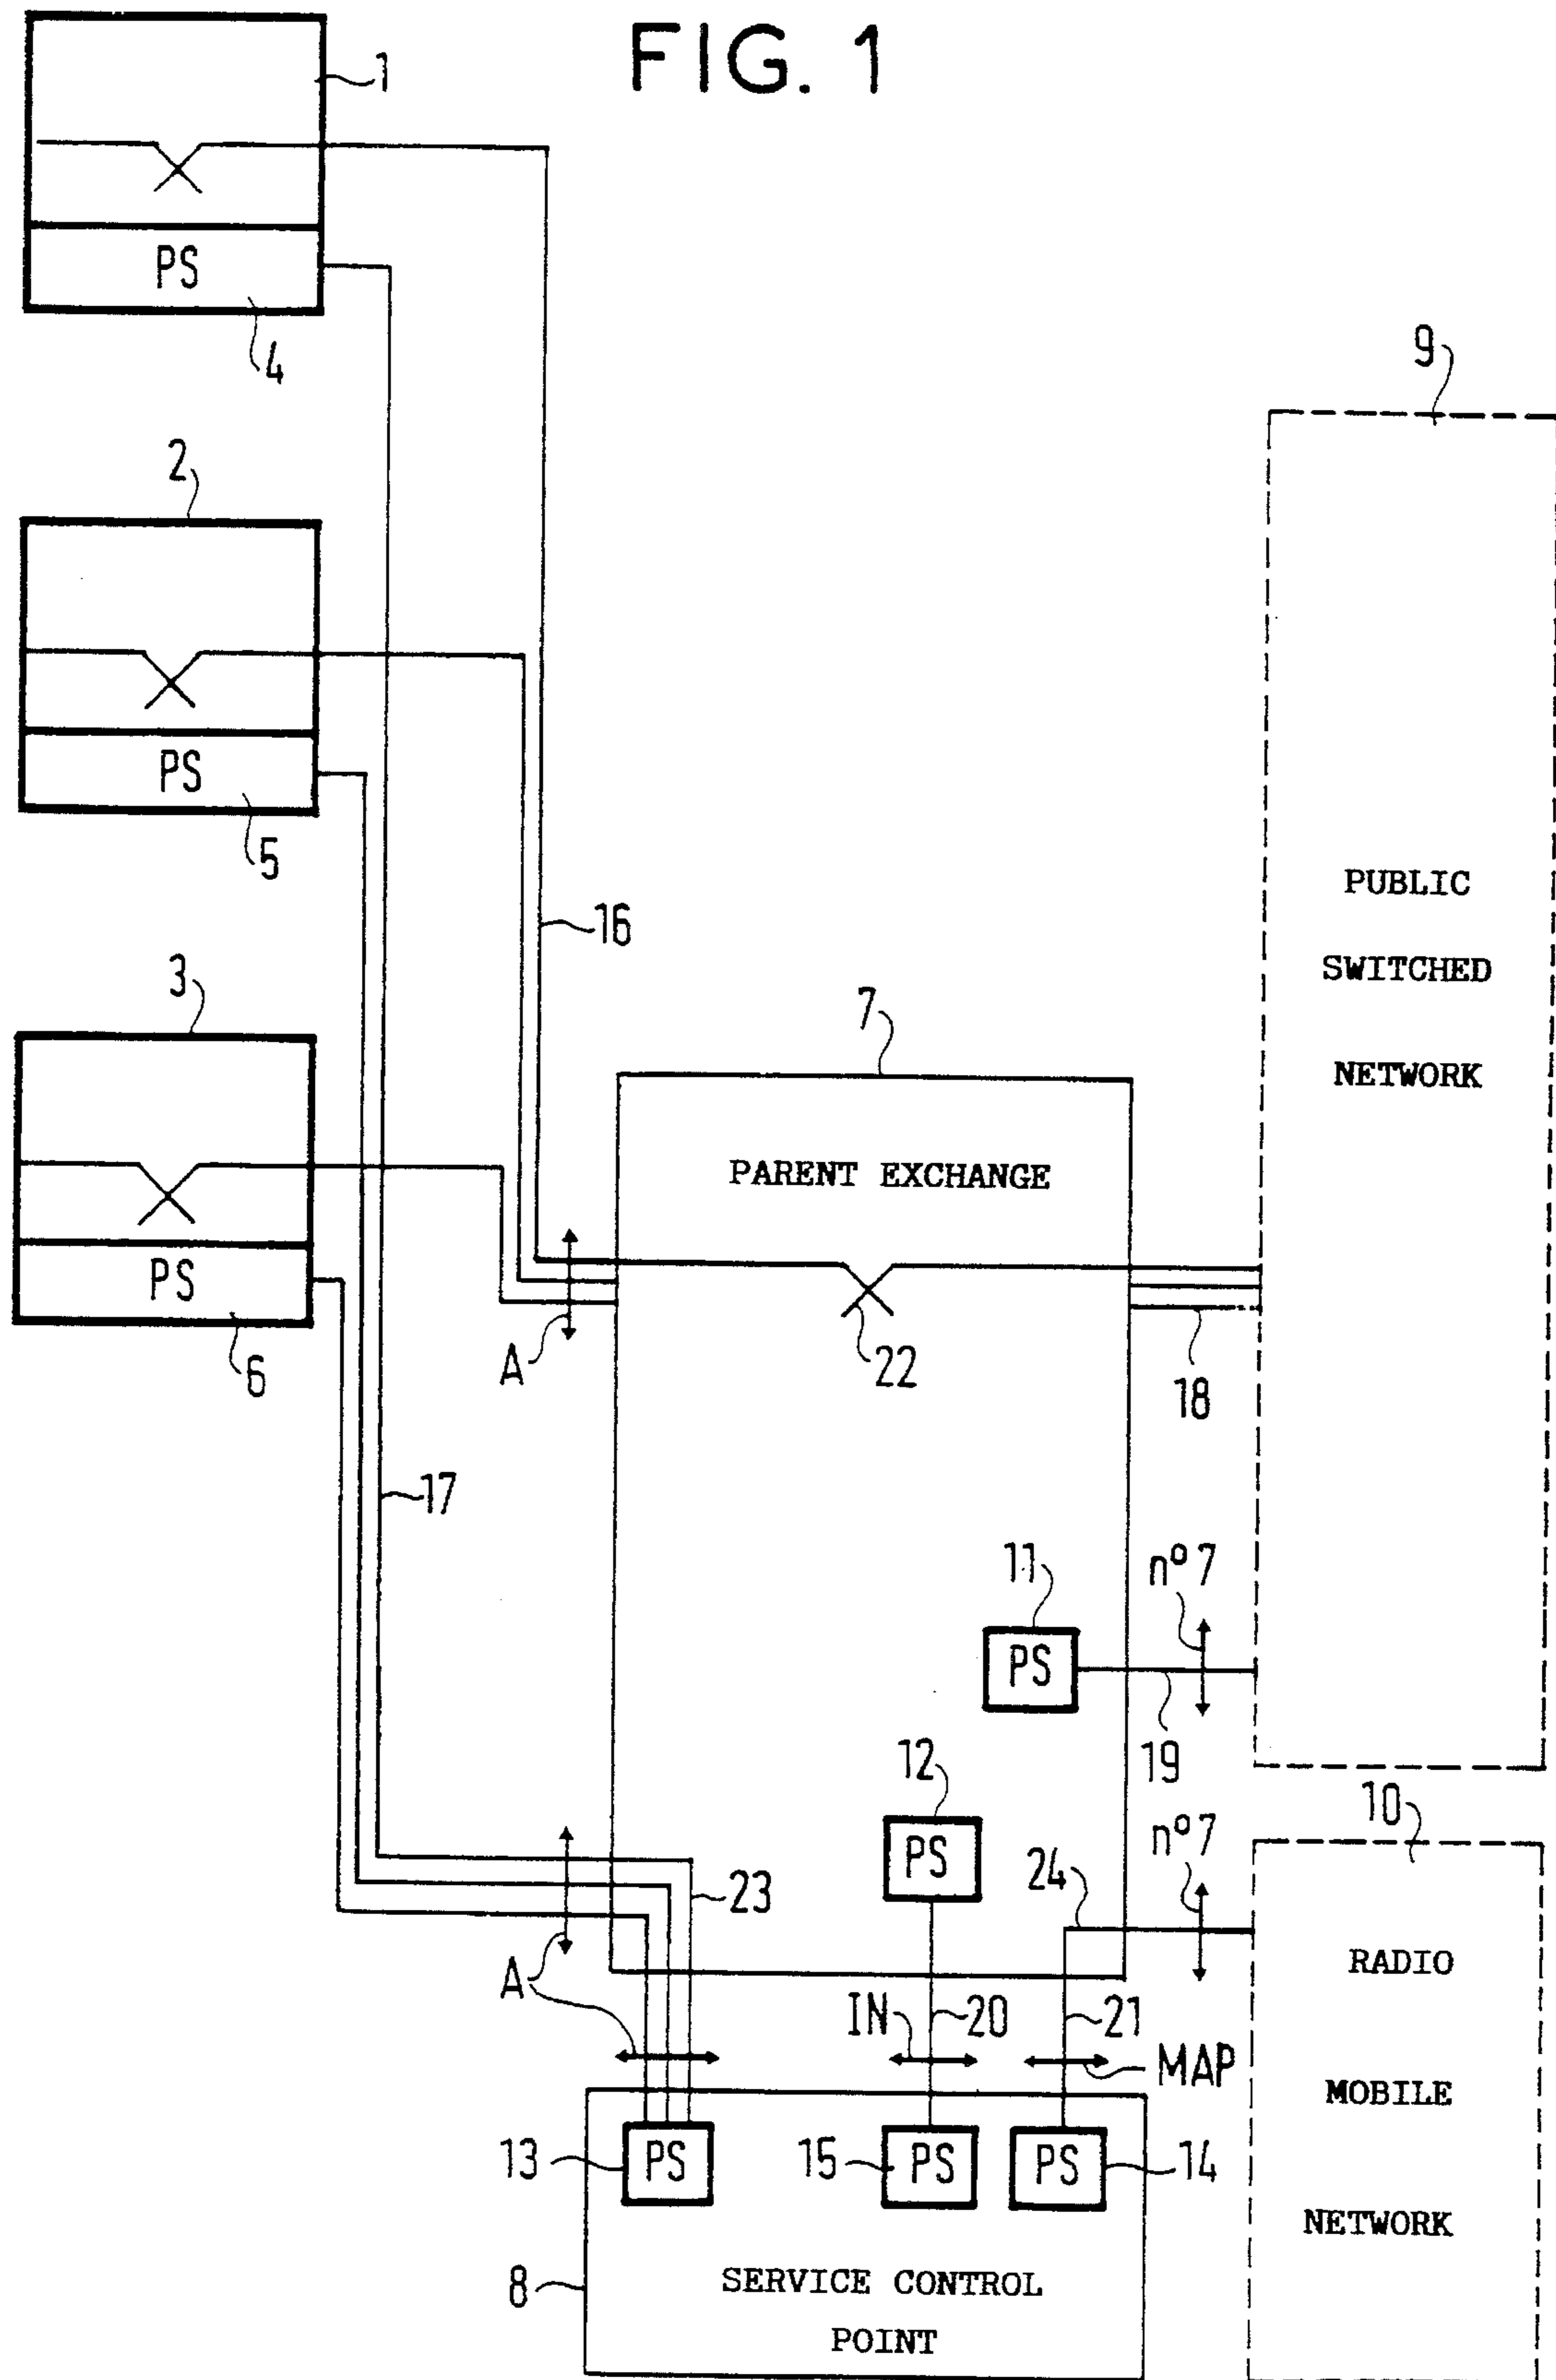 FIG. 1
1
PS
4
9
2
PS
5
PUBLIC
16
SWITCHED
3
7
NETWORK
PARENT EXCHANGE
PS
6
A
22
18
17
11
nº7
PS
19
12
10
PS
nº7
23
24
A
RADIO
IN
20
21
MAP
MOBILE
13
PS
15
PS
PS
14
NETWORK
8
SERVICE CONTROL
POINT